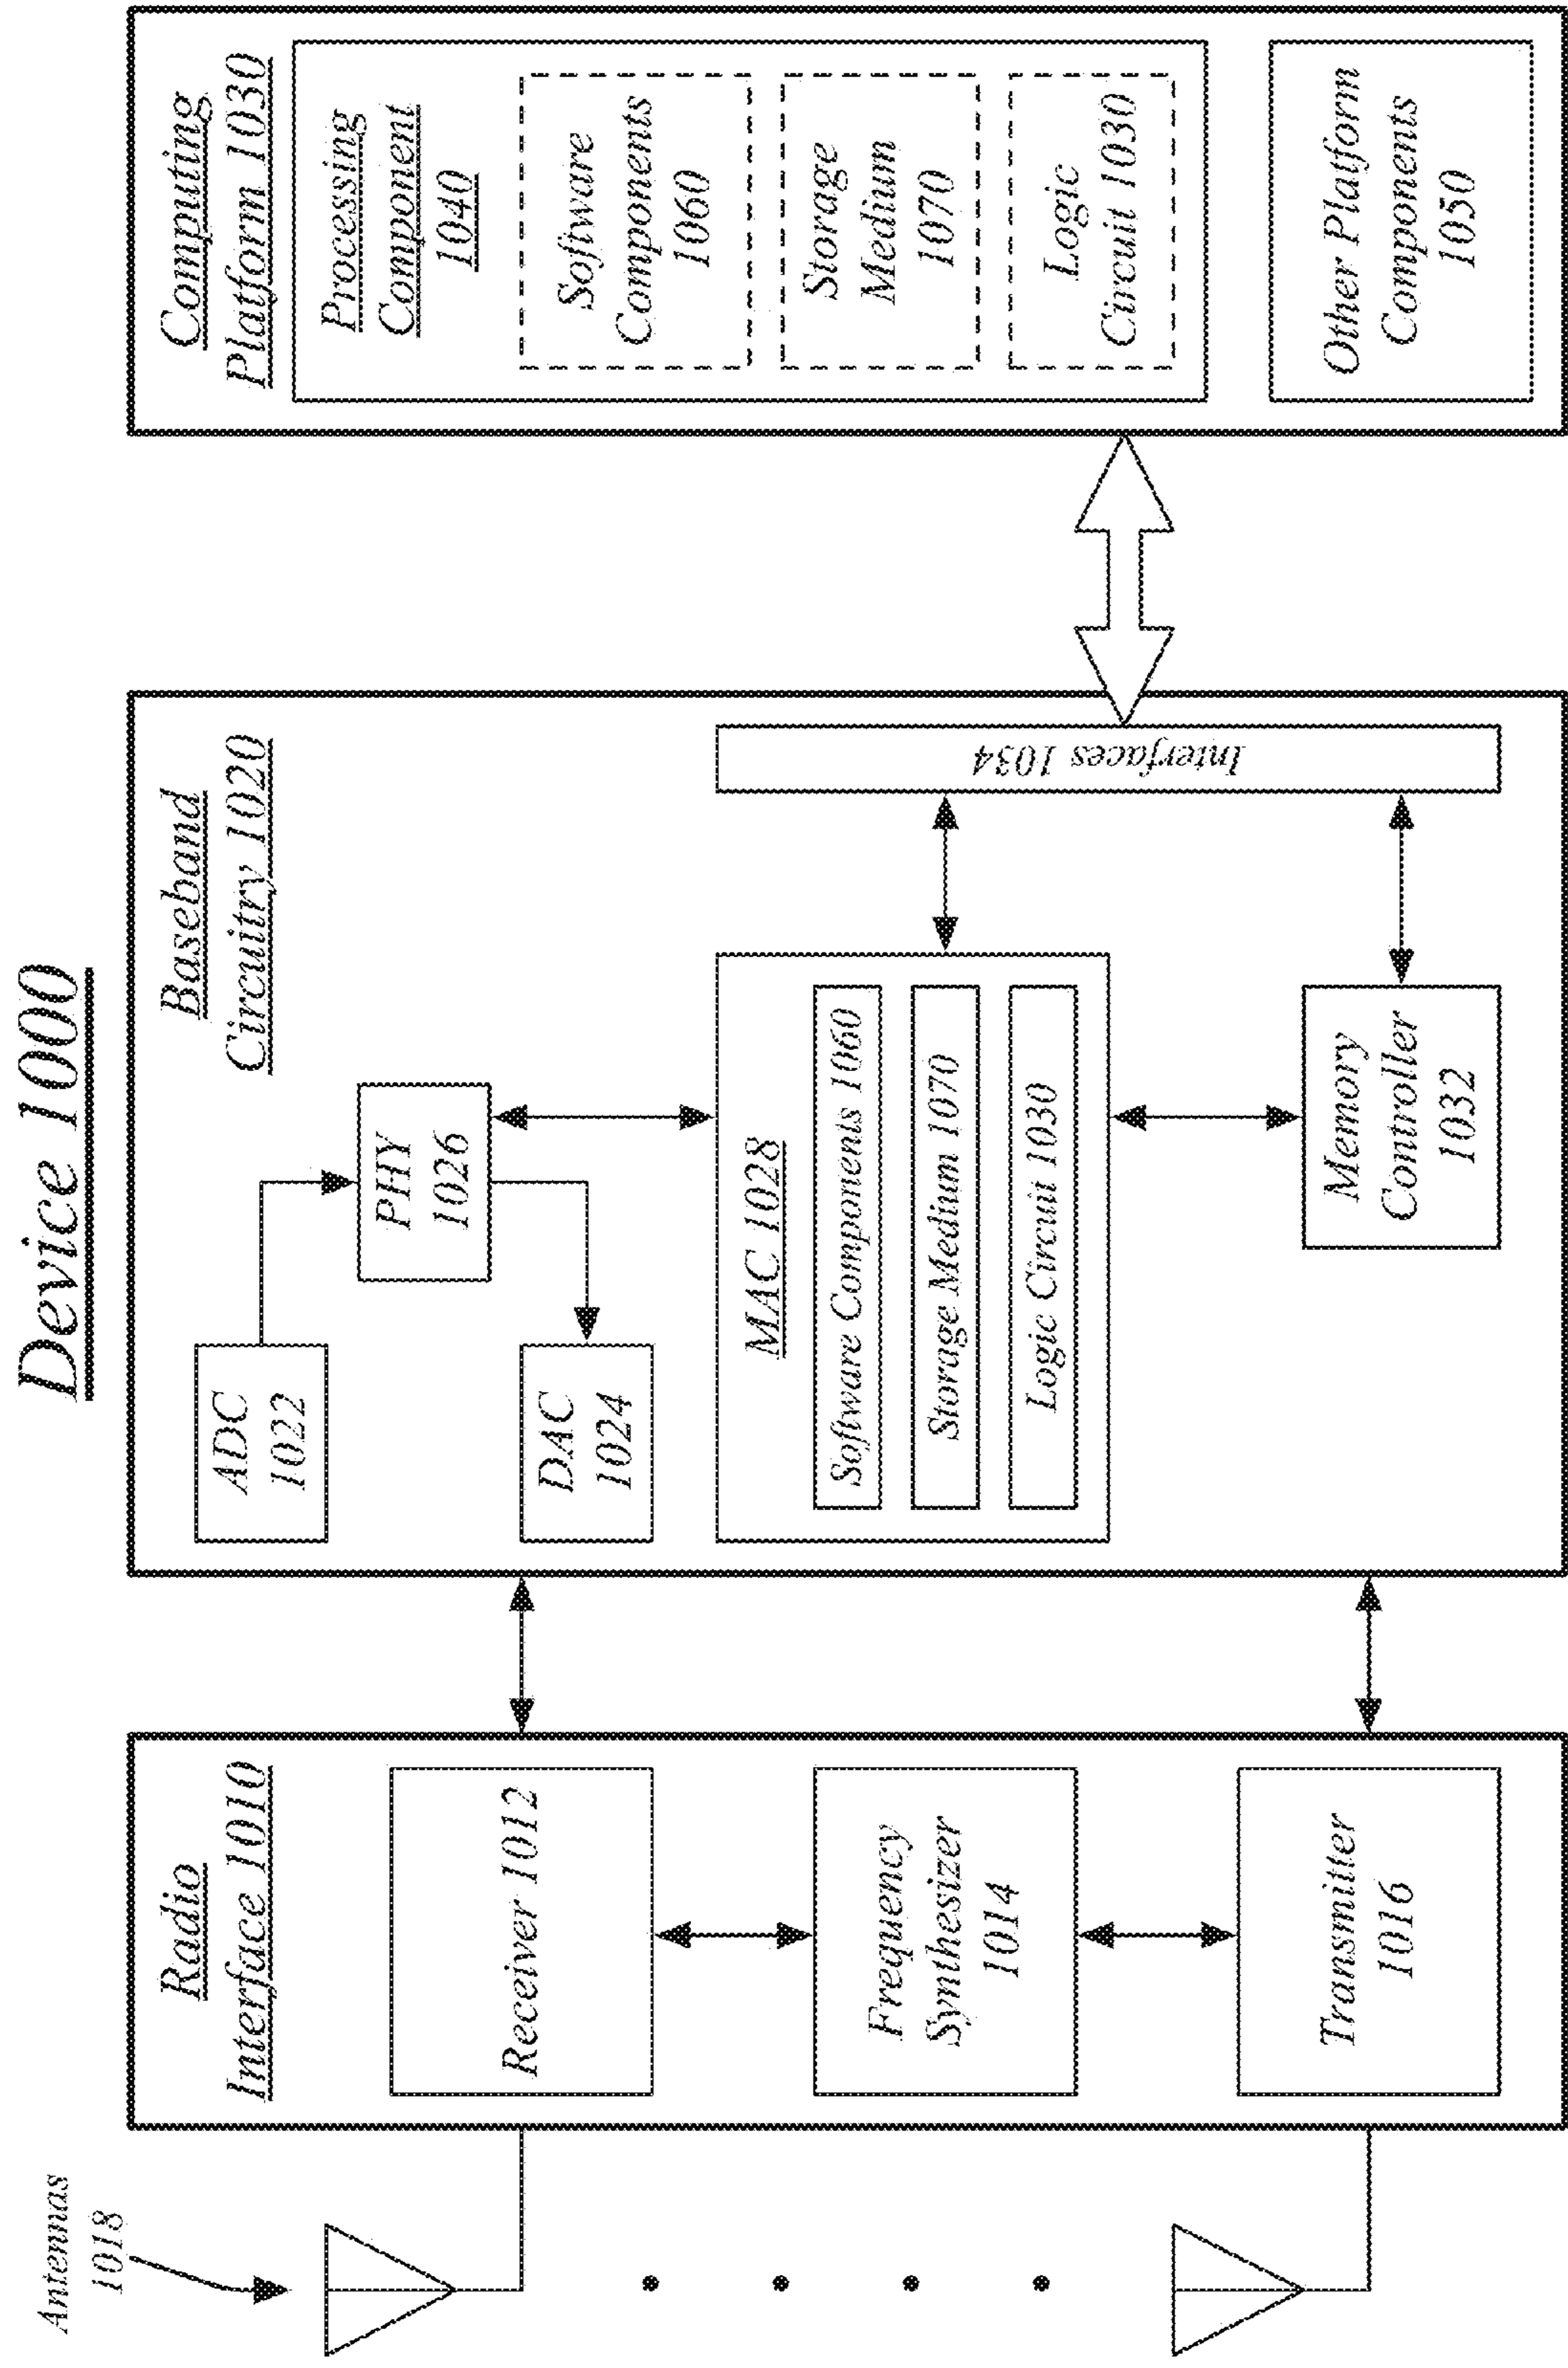 Device 1000
Antennas
1018
Radio
Interface 1010
Receiver 1012
Frequency
Synthesizer
1014
Transmitter
1016
Baseband
Circuitry 1020
ADC
1022
PHY
1026
DAC
1024
MAC 1028
Software Components 1060
Storage Medium 1070
Logic Circuit 1030
Memory
Controller
1032
Interfaces 1034
Computing
Platform 1030
Processing
Component
1040
Software
Components
1060
Storage
Medium
1070
Logic
Circuit 1030
Other Platform
Components
1050